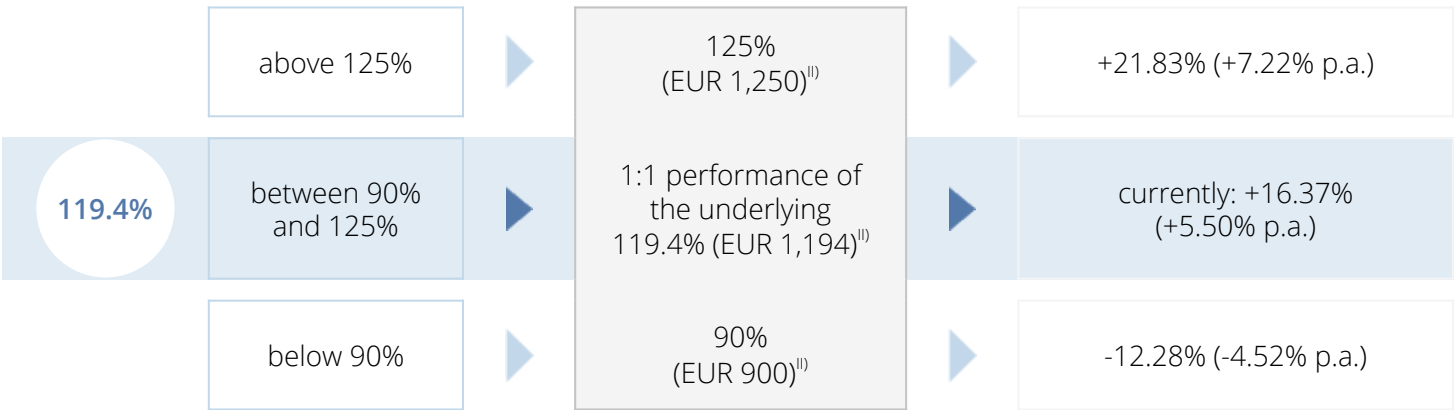 above 125%
125%
(EUR 1,250)II)
+21.83% (+7.22% p.a.)
119.4%
between 90%
and 125%
1:1 performance of
the underlying
119.4% (EUR 1,194)II)
currently: +16.37%
(+5.50% p.a.)
below 90%
90%
(EUR 900)II)
-12.28% (-4.52% p.a.)